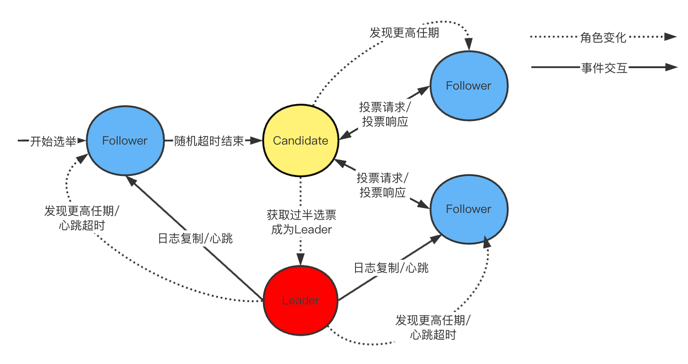 发现更高任期
角色变化
事件交互
Follower
投票请求/
投票响应
开始选举
Follower
随机超时结束
Candidate
投票请求/
投票响应
Follower
发现更高任期/
心跳超时
获取过半选票
成为Leader
日志复制/心跳
日志复制/心跳
Leader
发现更高任期/
心跳超时